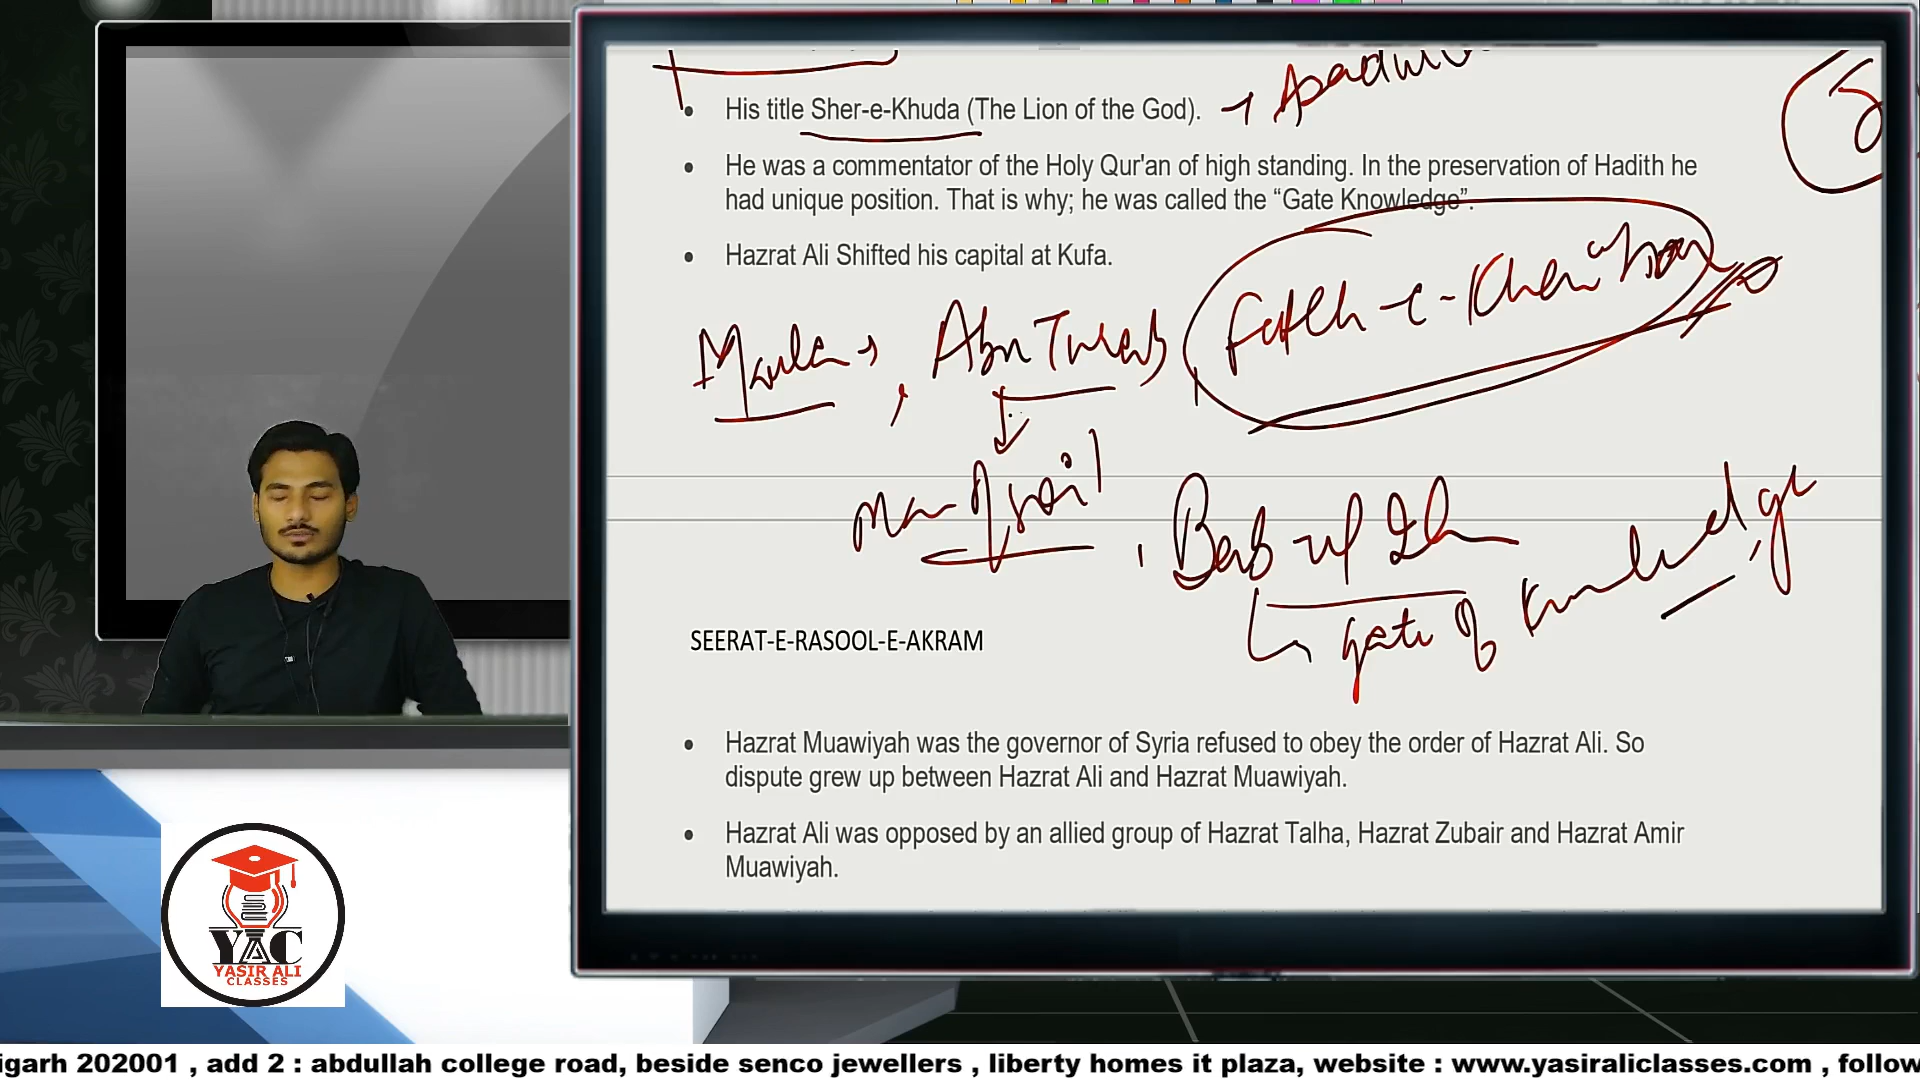 • His title Sher-e-Khuda (The Lion of the God).
• He was a commentator of the Holy Qur'an of high standing. In the preservation of Hadith he
had unique position. That is why; he was called the “Gate Knowledge”.
• Hazrat Ali Shifted his capital at Kufa.
Maula , Abu Turab
Fateh-e-Khaibar
man of soil , Bab-ul Ilm
gate of knowledge
SEERAT-E-RASOOL-E-AKRAM
• Hazrat Muawiyah was the governor of Syria refused to obey the order of Hazrat Ali. So
dispute grew up between Hazrat Ali and Hazrat Muawiyah.
• Hazrat Ali was opposed by an allied group of Hazrat Talha, Hazrat Zubair and Hazrat Amir
Muawiyah.
YAC
YASIR ALI
CLASSES
igarh 202001 , add 2 : abdullah college road, beside senco jewellers , liberty homes it plaza, website : www.yasiraliclasses.com , follow